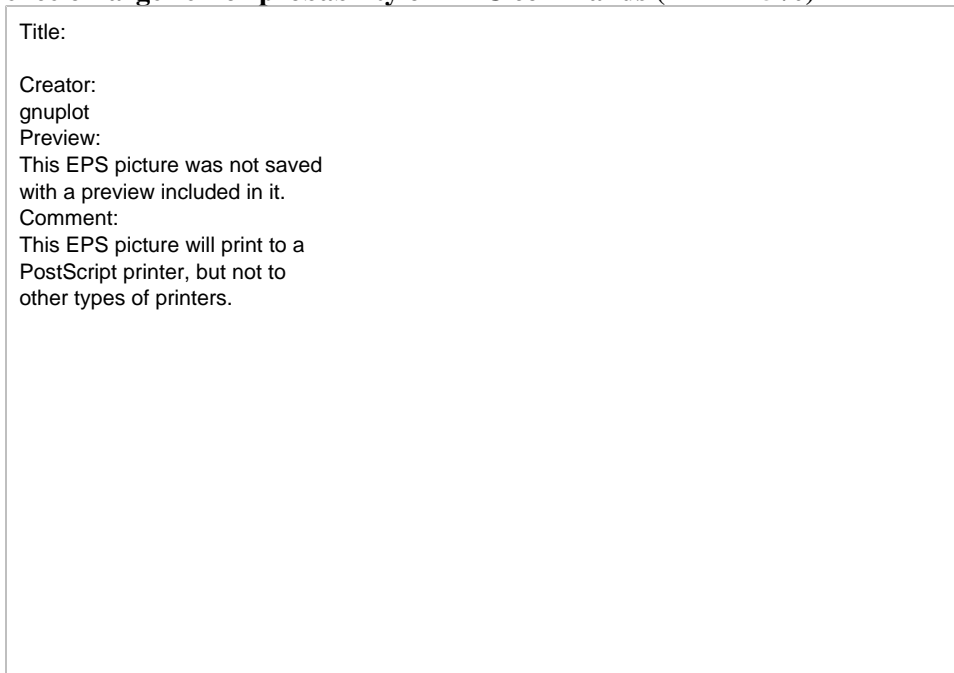 Title:
Creator:
gnuplot
Preview:
This EPS picture was not saved
with a preview included in it.
Comment:
This EPS picture will print to a
PostScript printer, but not to
other types of printers.